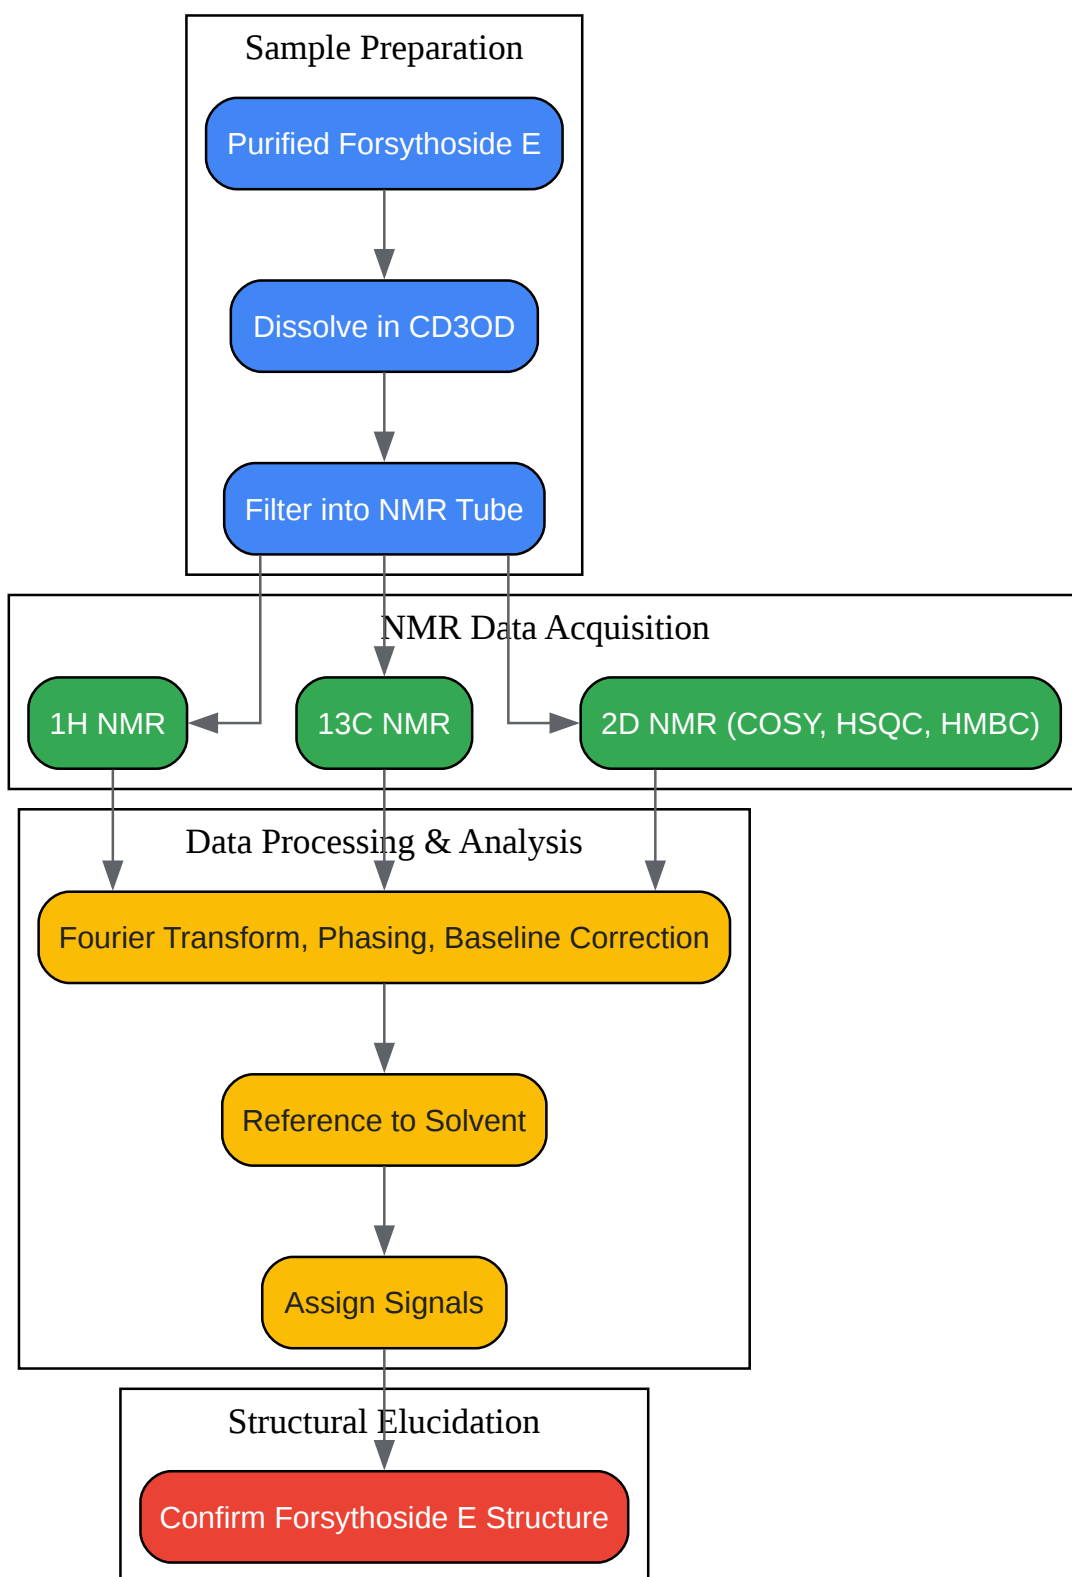 Sample Preparation
Purified Forsythoside E
Dissolve in CD3OD
Filter into NMR Tube
NMR Data Acquisition
1H NMR
13C NMR
2D NMR (COSY, HSQC, HMBC)
Data Processing & Analysis
Fourier Transform, Phasing, Baseline Correction
Reference to Solvent
Assign Signals
Structural Elucidation
Confirm Forsythoside E Structure